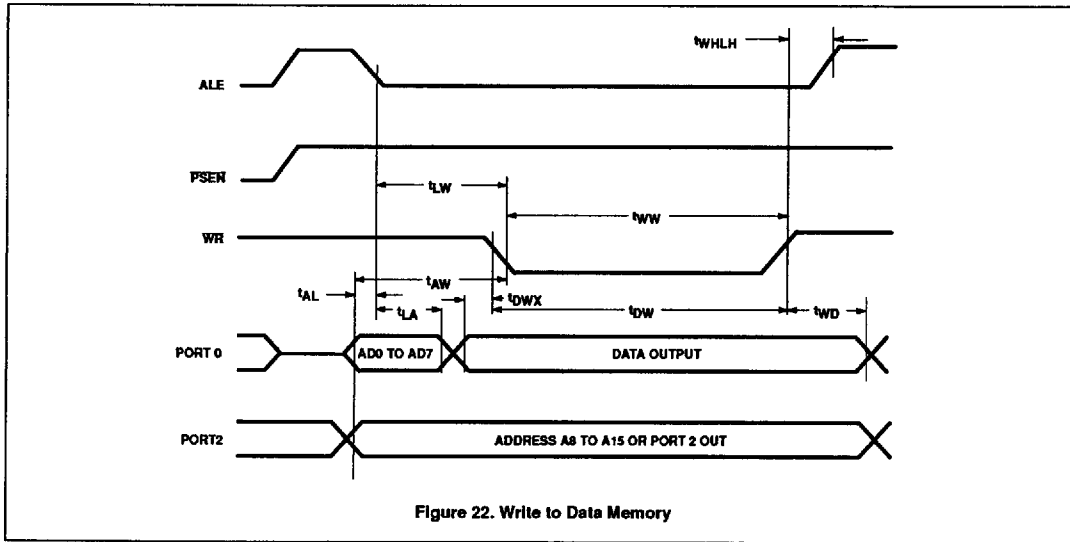 tWHLH
ALE
PSEN
tLW
tWW
WR
tAW
tAL
tDWX
tLA
tDW
tWD
PORT 0
AD0 TO AD7
DATA OUTPUT
PORT2
ADDRESS A8 TO A15 OR PORT 2 OUT
Figure 22. Write to Data Memory